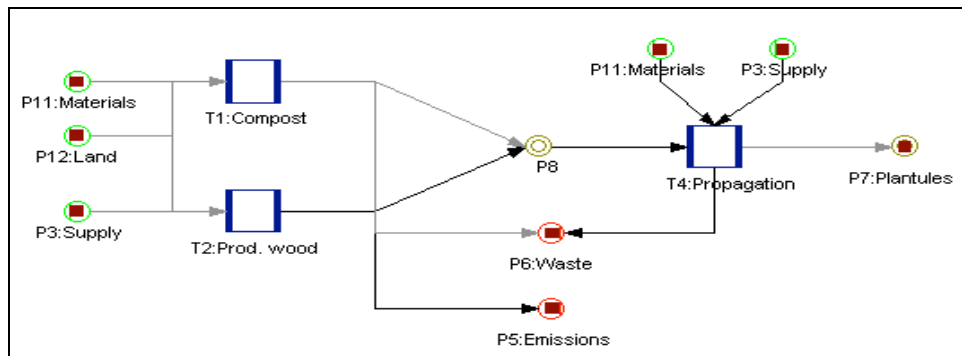 P11:Materials
P3:Supply
P11:Materials
T1:Compost
P12:Land
P8
T4:Propagation
P7:Plantules
P3:Supply
T2:Prod. wood
P6:Waste
P5:Emissions